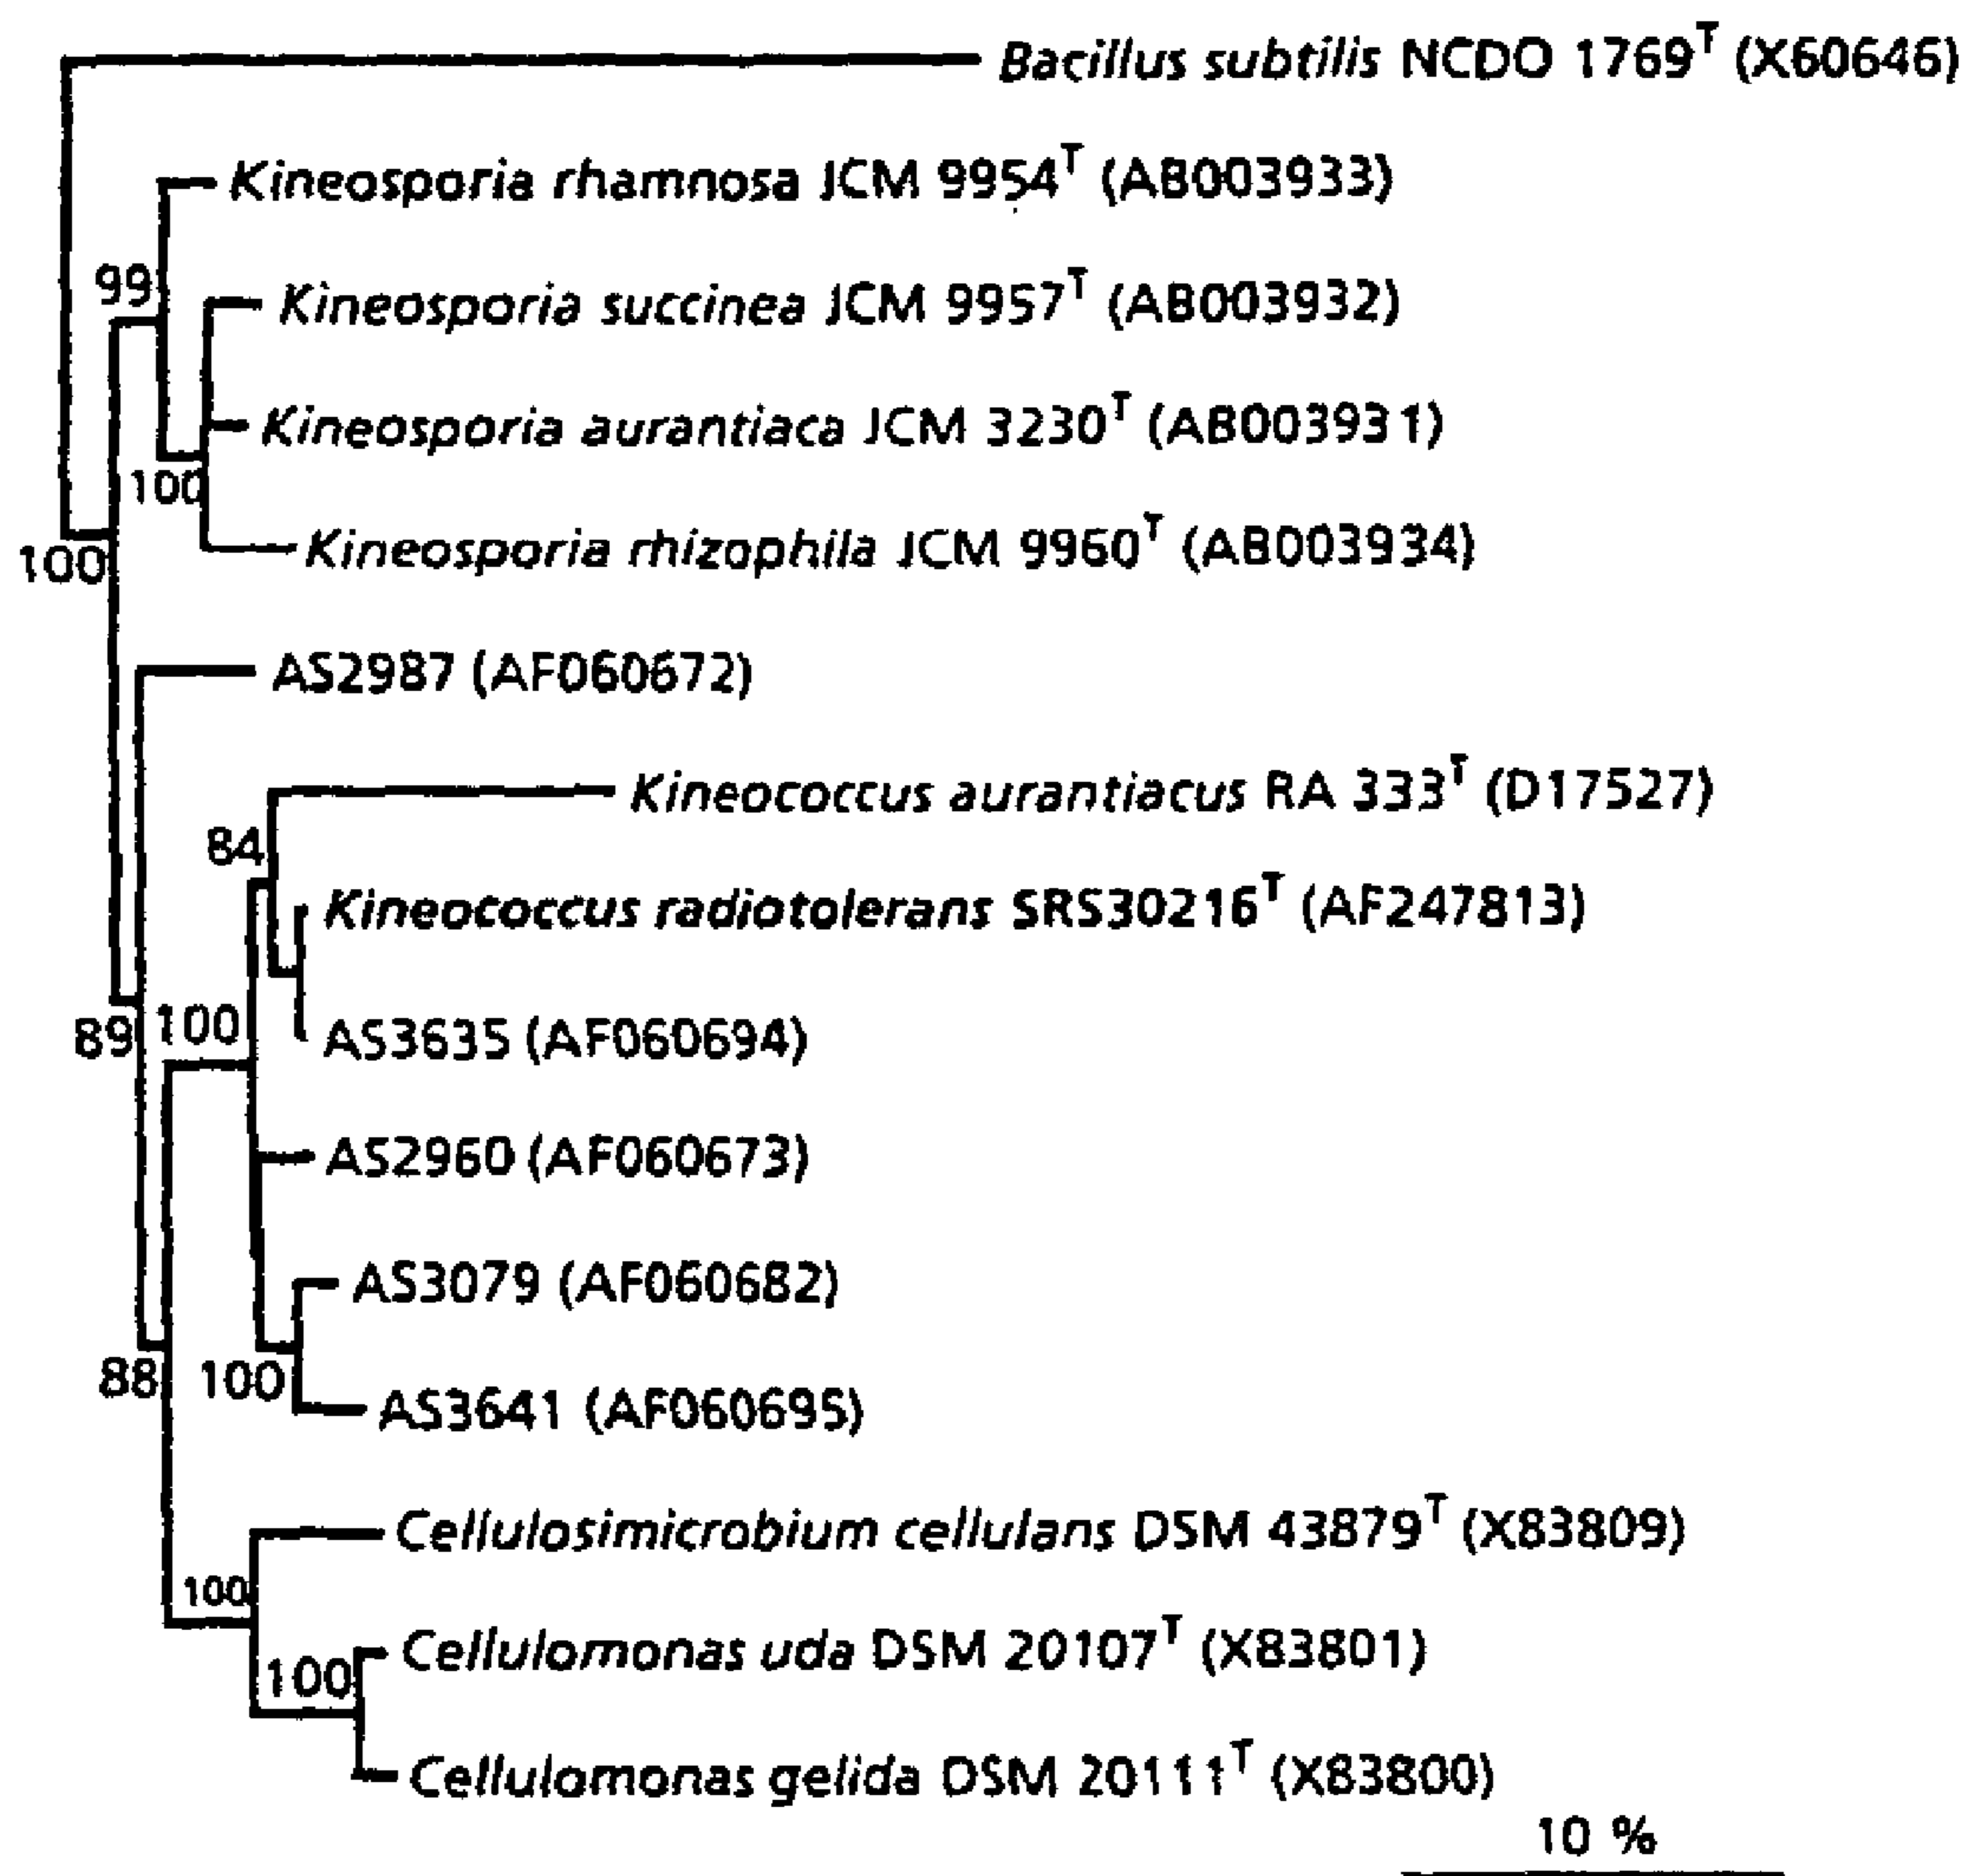 Bacillus subtilis NCDO 1769ᵀ (X60646)
Kineosporia rhamnosa JCM 9954ᵀ (AB003933)
99
Kineosporia succinea JCM 9957ᵀ (AB003932)
Kineosporia aurantiaca JCM 3230ᵀ (AB003931)
100
Kineosporia rhizophila JCM 9960ᵀ (AB003934)
100
AS2987 (AF060672)
Kineococcus aurantiacus RA 333ᵀ (D17527)
84
Kineococcus radiotolerans SRS30216ᵀ (AF247813)
89 100
AS3635 (AF060694)
AS2960 (AF060673)
AS3079 (AF060682)
88 100
AS3641 (AF060695)
Cellulosimicrobium cellulans DSM 43879ᵀ (X83809)
100
Cellulomonas uda DSM 20107ᵀ (X83801)
100
Cellulomonas gelida DSM 20111ᵀ (X83800)
10 %